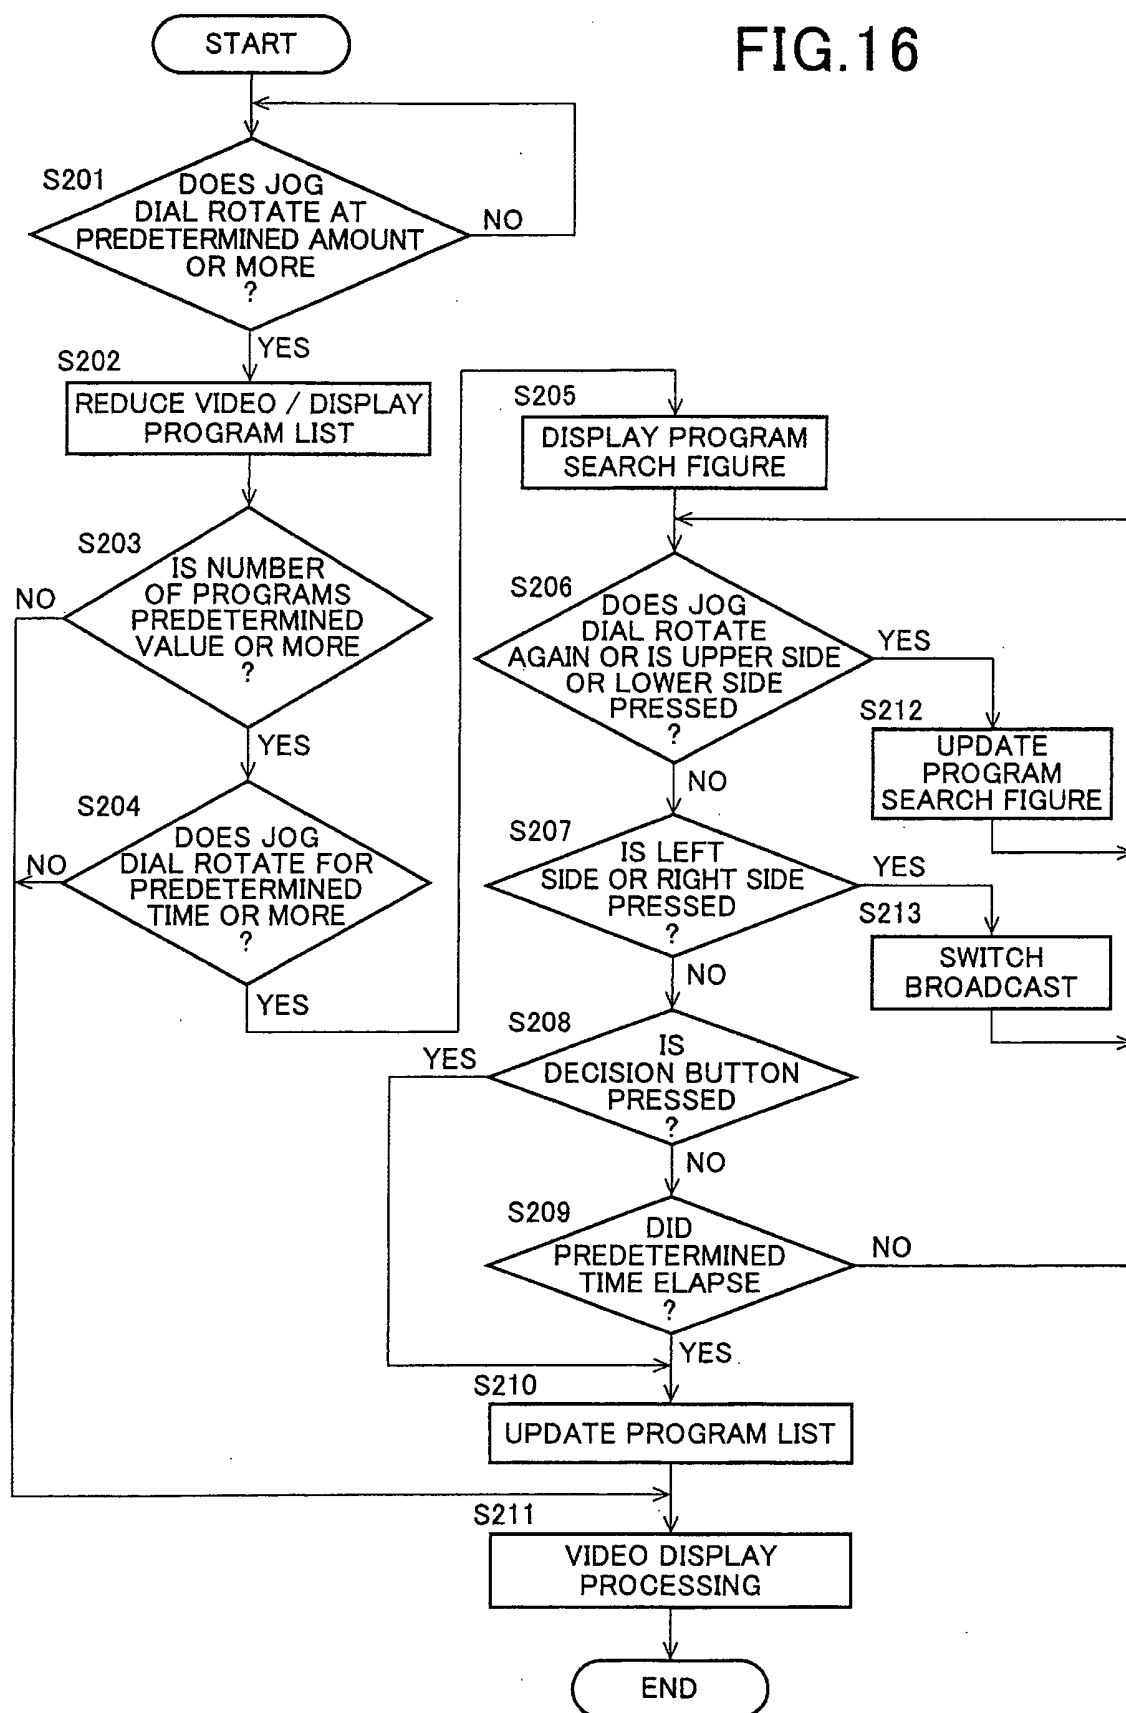 FIG.16
START
S201
DOES JOG
DIAL ROTATE AT
PREDETERMINED AMOUNT
OR MORE
?
NO
YES
S202
REDUCE VIDEO / DISPLAY
PROGRAM LIST
S203
IS NUMBER
OF PROGRAMS
PREDETERMINED
VALUE OR MORE
?
NO
YES
S204
DOES JOG
DIAL ROTATE FOR
PREDETERMINED
TIME OR MORE
?
NO
YES
S205
DISPLAY PROGRAM
SEARCH FIGURE
S206
DOES JOG
DIAL ROTATE
AGAIN OR IS UPPER SIDE
OR LOWER SIDE
PRESSED
?
YES
NO
S212
UPDATE
PROGRAM
SEARCH FIGURE
S207
IS LEFT
SIDE OR RIGHT SIDE
PRESSED
?
YES
NO
S213
SWITCH
BROADCAST
S208
IS
DECISION BUTTON
PRESSED
?
YES
NO
S209
DID
PREDETERMINED
TIME ELAPSE
?
NO
YES
S210
UPDATE PROGRAM LIST
S211
VIDEO DISPLAY
PROCESSING
END